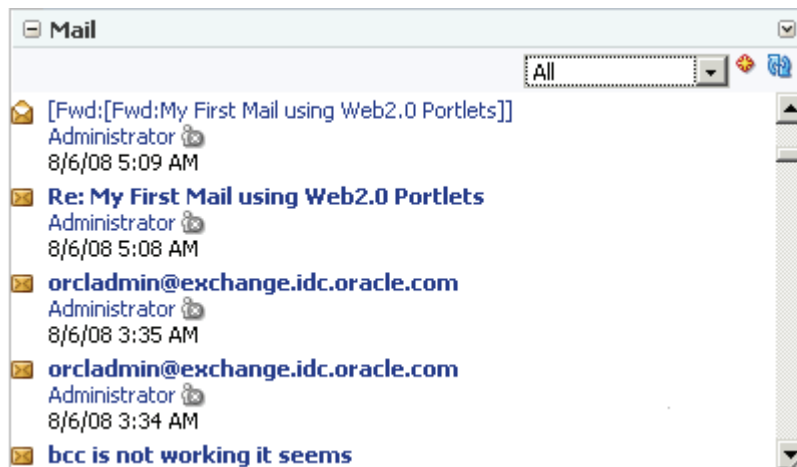 Mail
All
[Fwd:[Fwd:My First Mail using Web2.0 Portlets]]
Administrator
8/6/08 5:09 AM
Re: My First Mail using Web2.0 Portlets
Administrator
8/6/08 5:08 AM
orcladmin@exchange.idc.oracle.com
Administrator
8/6/08 3:35 AM
orcladmin@exchange.idc.oracle.com
Administrator
8/6/08 3:34 AM
bcc is not working it seems